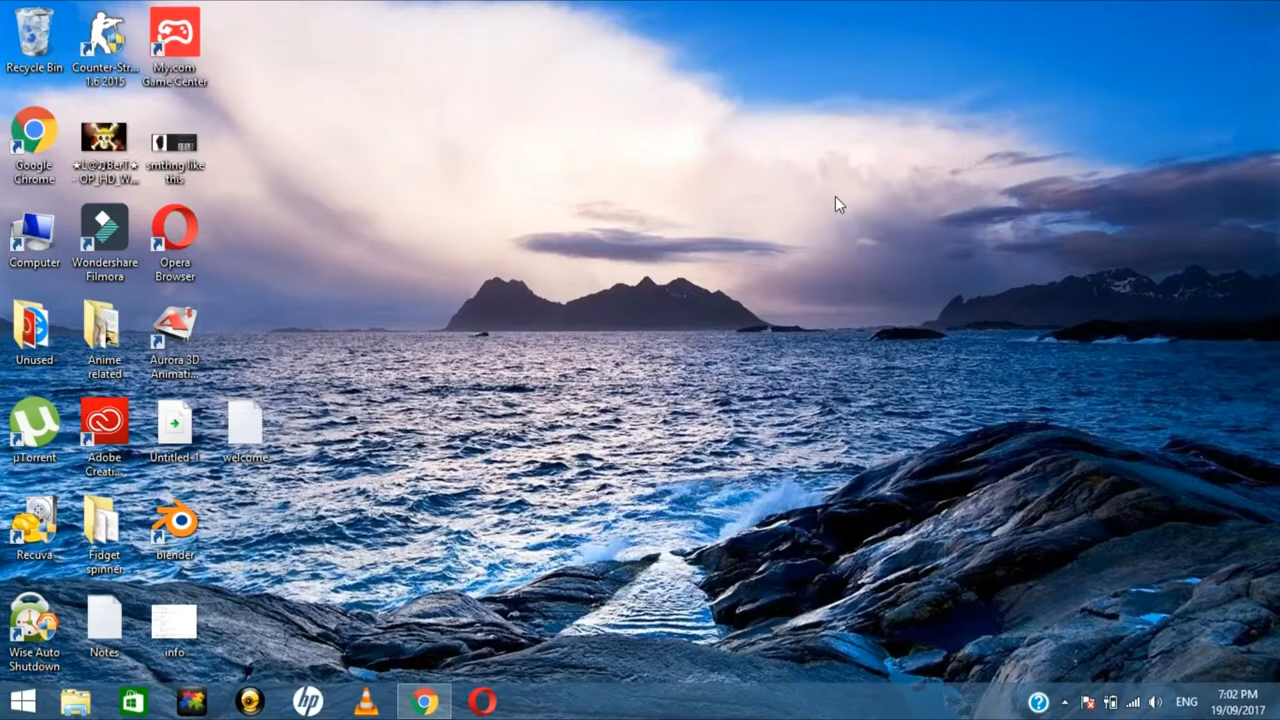 Recycle Bin
Counter-Str...
1.6 2015
My.com
Game Center
Google
Chrome
- OP_HD_W...
smthng like
this
Computer
Wondershare
Filmora
Opera
Browser
Unused
Anime
related
Aurora 3D
Animati...
µTorrent
Adobe
Creati...
Untitled-1
welcome
Recuva
Fidget
spinner
blender
Wise Auto
Shutdown
Notes
info
hp
ENG
7:02 PM
19/09/2017